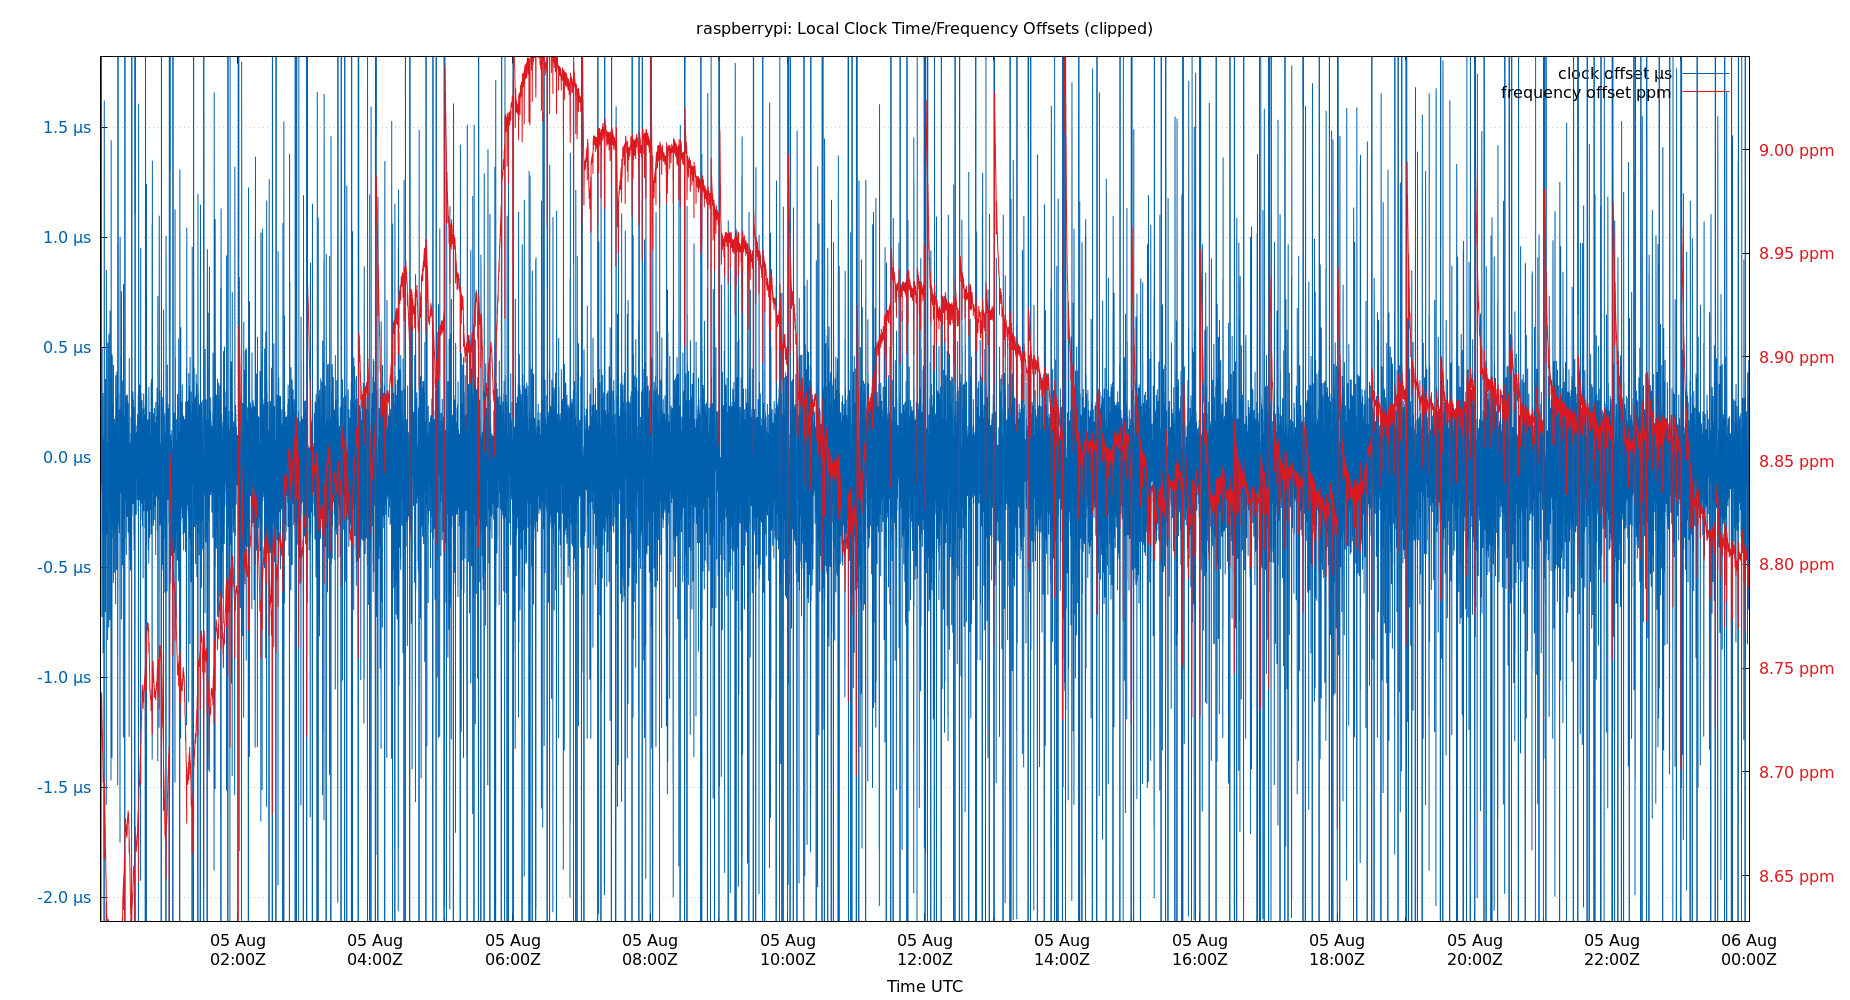 raspberrypi: Local Clock Time/Frequency Offsets (clipped)
clock offset µs
frequency offset ppm
1.5 µs
1.0 µs
0.5 µs
0.0 µs
-0.5 µs
-1.0 µs
-1.5 µs
-2.0 µs
9.00 ppm
8.95 ppm
8.90 ppm
8.85 ppm
8.80 ppm
8.75 ppm
8.70 ppm
8.65 ppm
05 Aug 05 Aug 05 Aug 05 Aug 05 Aug 05 Aug 05 Aug 05 Aug 05 Aug 05 Aug 05 Aug 06 Aug
02:00Z 04:00Z 06:00Z 08:00Z 10:00Z 12:00Z 14:00Z 16:00Z 18:00Z 20:00Z 22:00Z 00:00Z
Time UTC